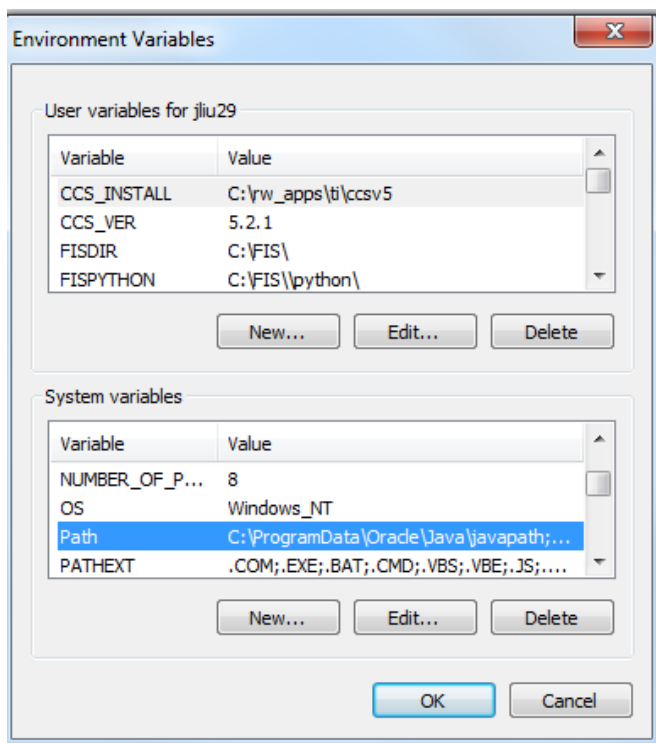 Environment Variables
User variables for jliu29
Variable Value
CCS_INSTALL C:\rw_apps\ti\ccsv5
CCS_VER 5.2.1
FISDIR C:\FIS\
FISPYTHON C:\FIS\\python\
New... Edit... Delete
System variables
Variable Value
NUMBER_OF_P... 8
OS Windows_NT
Path C:\ProgramData\Oracle\Java\javapath;...
PATHEXT .COM;.EXE;.BAT;.CMD;.VBS;.VBE;.JS;....
New... Edit... Delete
OK Cancel